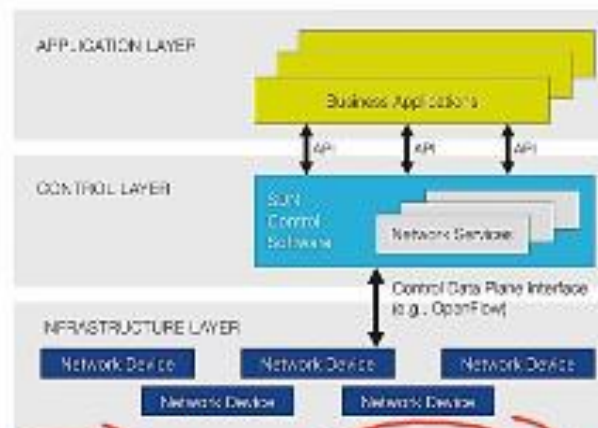 APPLICATION LAYER
Business Applications
API
API
API
CONTROL LAYER
SDN
Control
Software
Network Services
Control Data Plane Interface
(e.g., OpenFlow)
INFRASTRUCTURE LAYER
Network Device
Network Device
Network Device
Network Device
Network Device